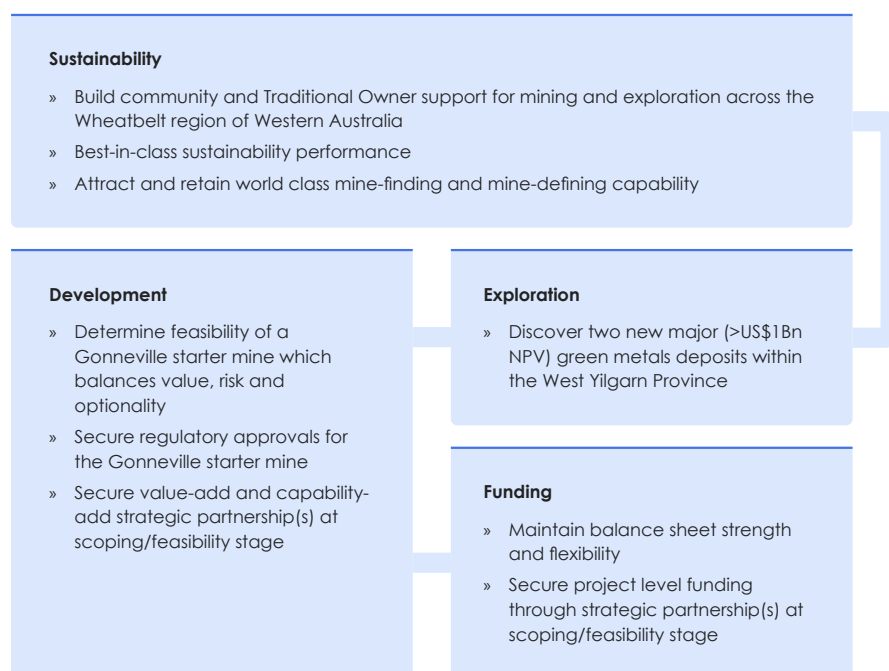 Sustainability
» Build community and Traditional Owner support for mining and exploration across the
Wheatbelt region of Western Australia
» Best-in-class sustainability performance
» Attract and retain world class mine-finding and mine-defining capability
Development
» Determine feasibility of a
Gonneville starter mine which
balances value, risk and
optionality
» Secure regulatory approvals for
the Gonneville starter mine
» Secure value-add and capability-
add strategic partnership(s) at
scoping/feasibility stage
Exploration
» Discover two new major (>US$1Bn
NPV) green metals deposits within
the West Yilgarn Province
Funding
» Maintain balance sheet strength
and flexibility
» Secure project level funding
through strategic partnership(s) at
scoping/feasibility stage